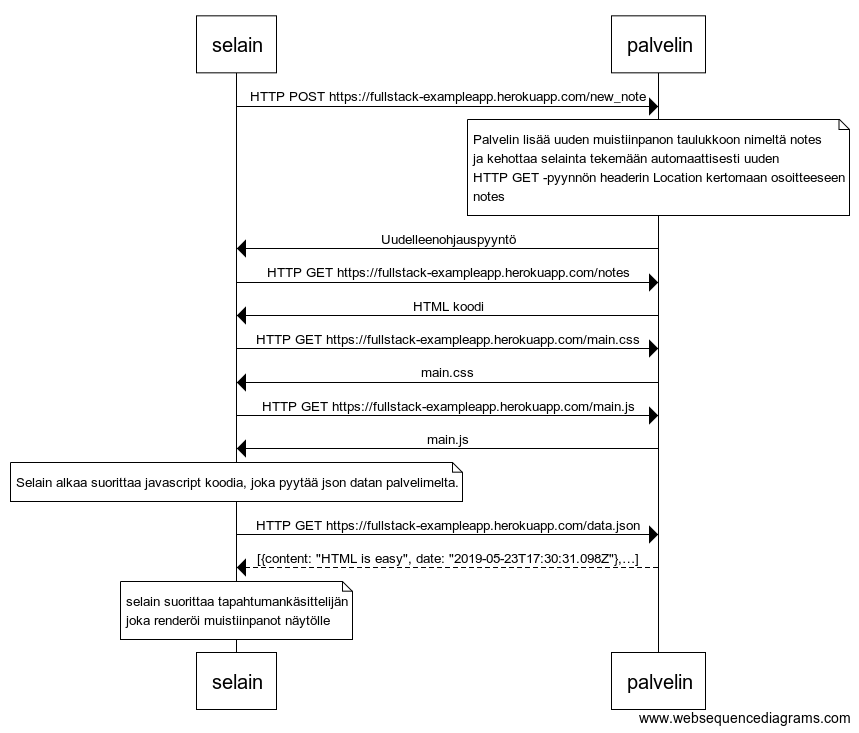 selain palvelin
HTTP POST https://fullstack-exampleapp.herokuapp.com/new_note
Palvelin lisää uuden muistiinpanon taulukkoon nimeltä notes
ja kehottaa selainta tekemään automaattisesti uuden
HTTP GET -pyynnön headerin Location kertomaan osoitteeseen
notes
Uudelleenohjauspyyntö
HTTP GET https://fullstack-exampleapp.herokuapp.com/notes
HTML koodi
HTTP GET https://fullstack-exampleapp.herokuapp.com/main.css
main.css
HTTP GET https://fullstack-exampleapp.herokuapp.com/main.js
main.js
Selain alkaa suorittaa javascript koodia, joka pyytää json datan palvelimelta.
HTTP GET https://fullstack-exampleapp.herokuapp.com/data.json
[{content: "HTML is easy", date: "2019-05-23T17:30:31.098Z"},...]
selain suorittaa tapahtumankäsittelijän
joka renderöi muistiinpanot näytölle
selain palvelin
www.websequencediagrams.com